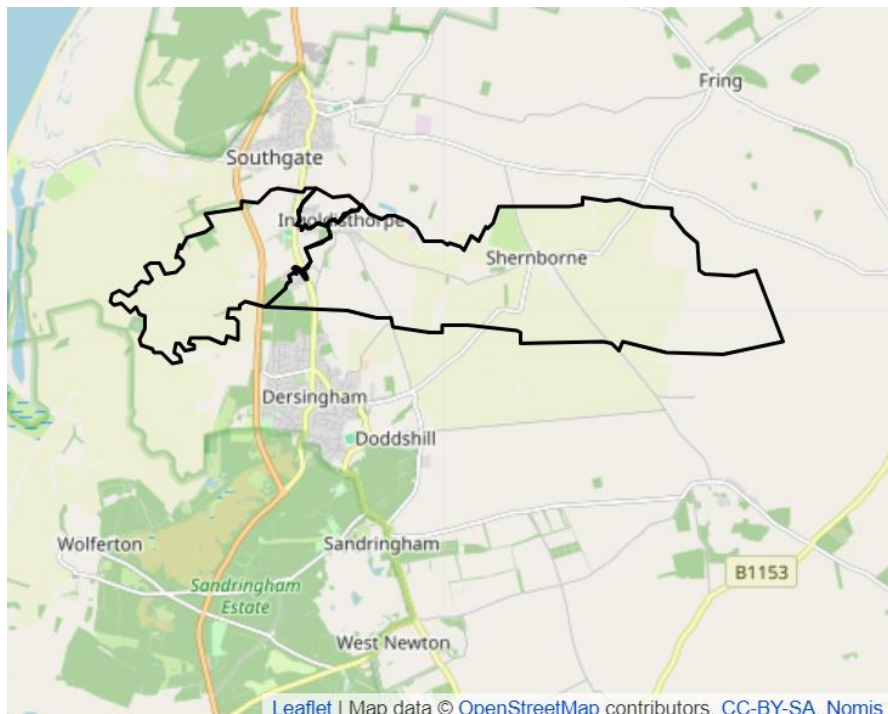 Fring
Southgate
Ingoldisthorpe
Shernborne
Dersingham
Doddshill
Wolferton
Sandringham
B1153
Sandringham
Estate
West Newton
Leaflet | Map data © OpenStreetMap contributors, CC-BY-SA, Nomis